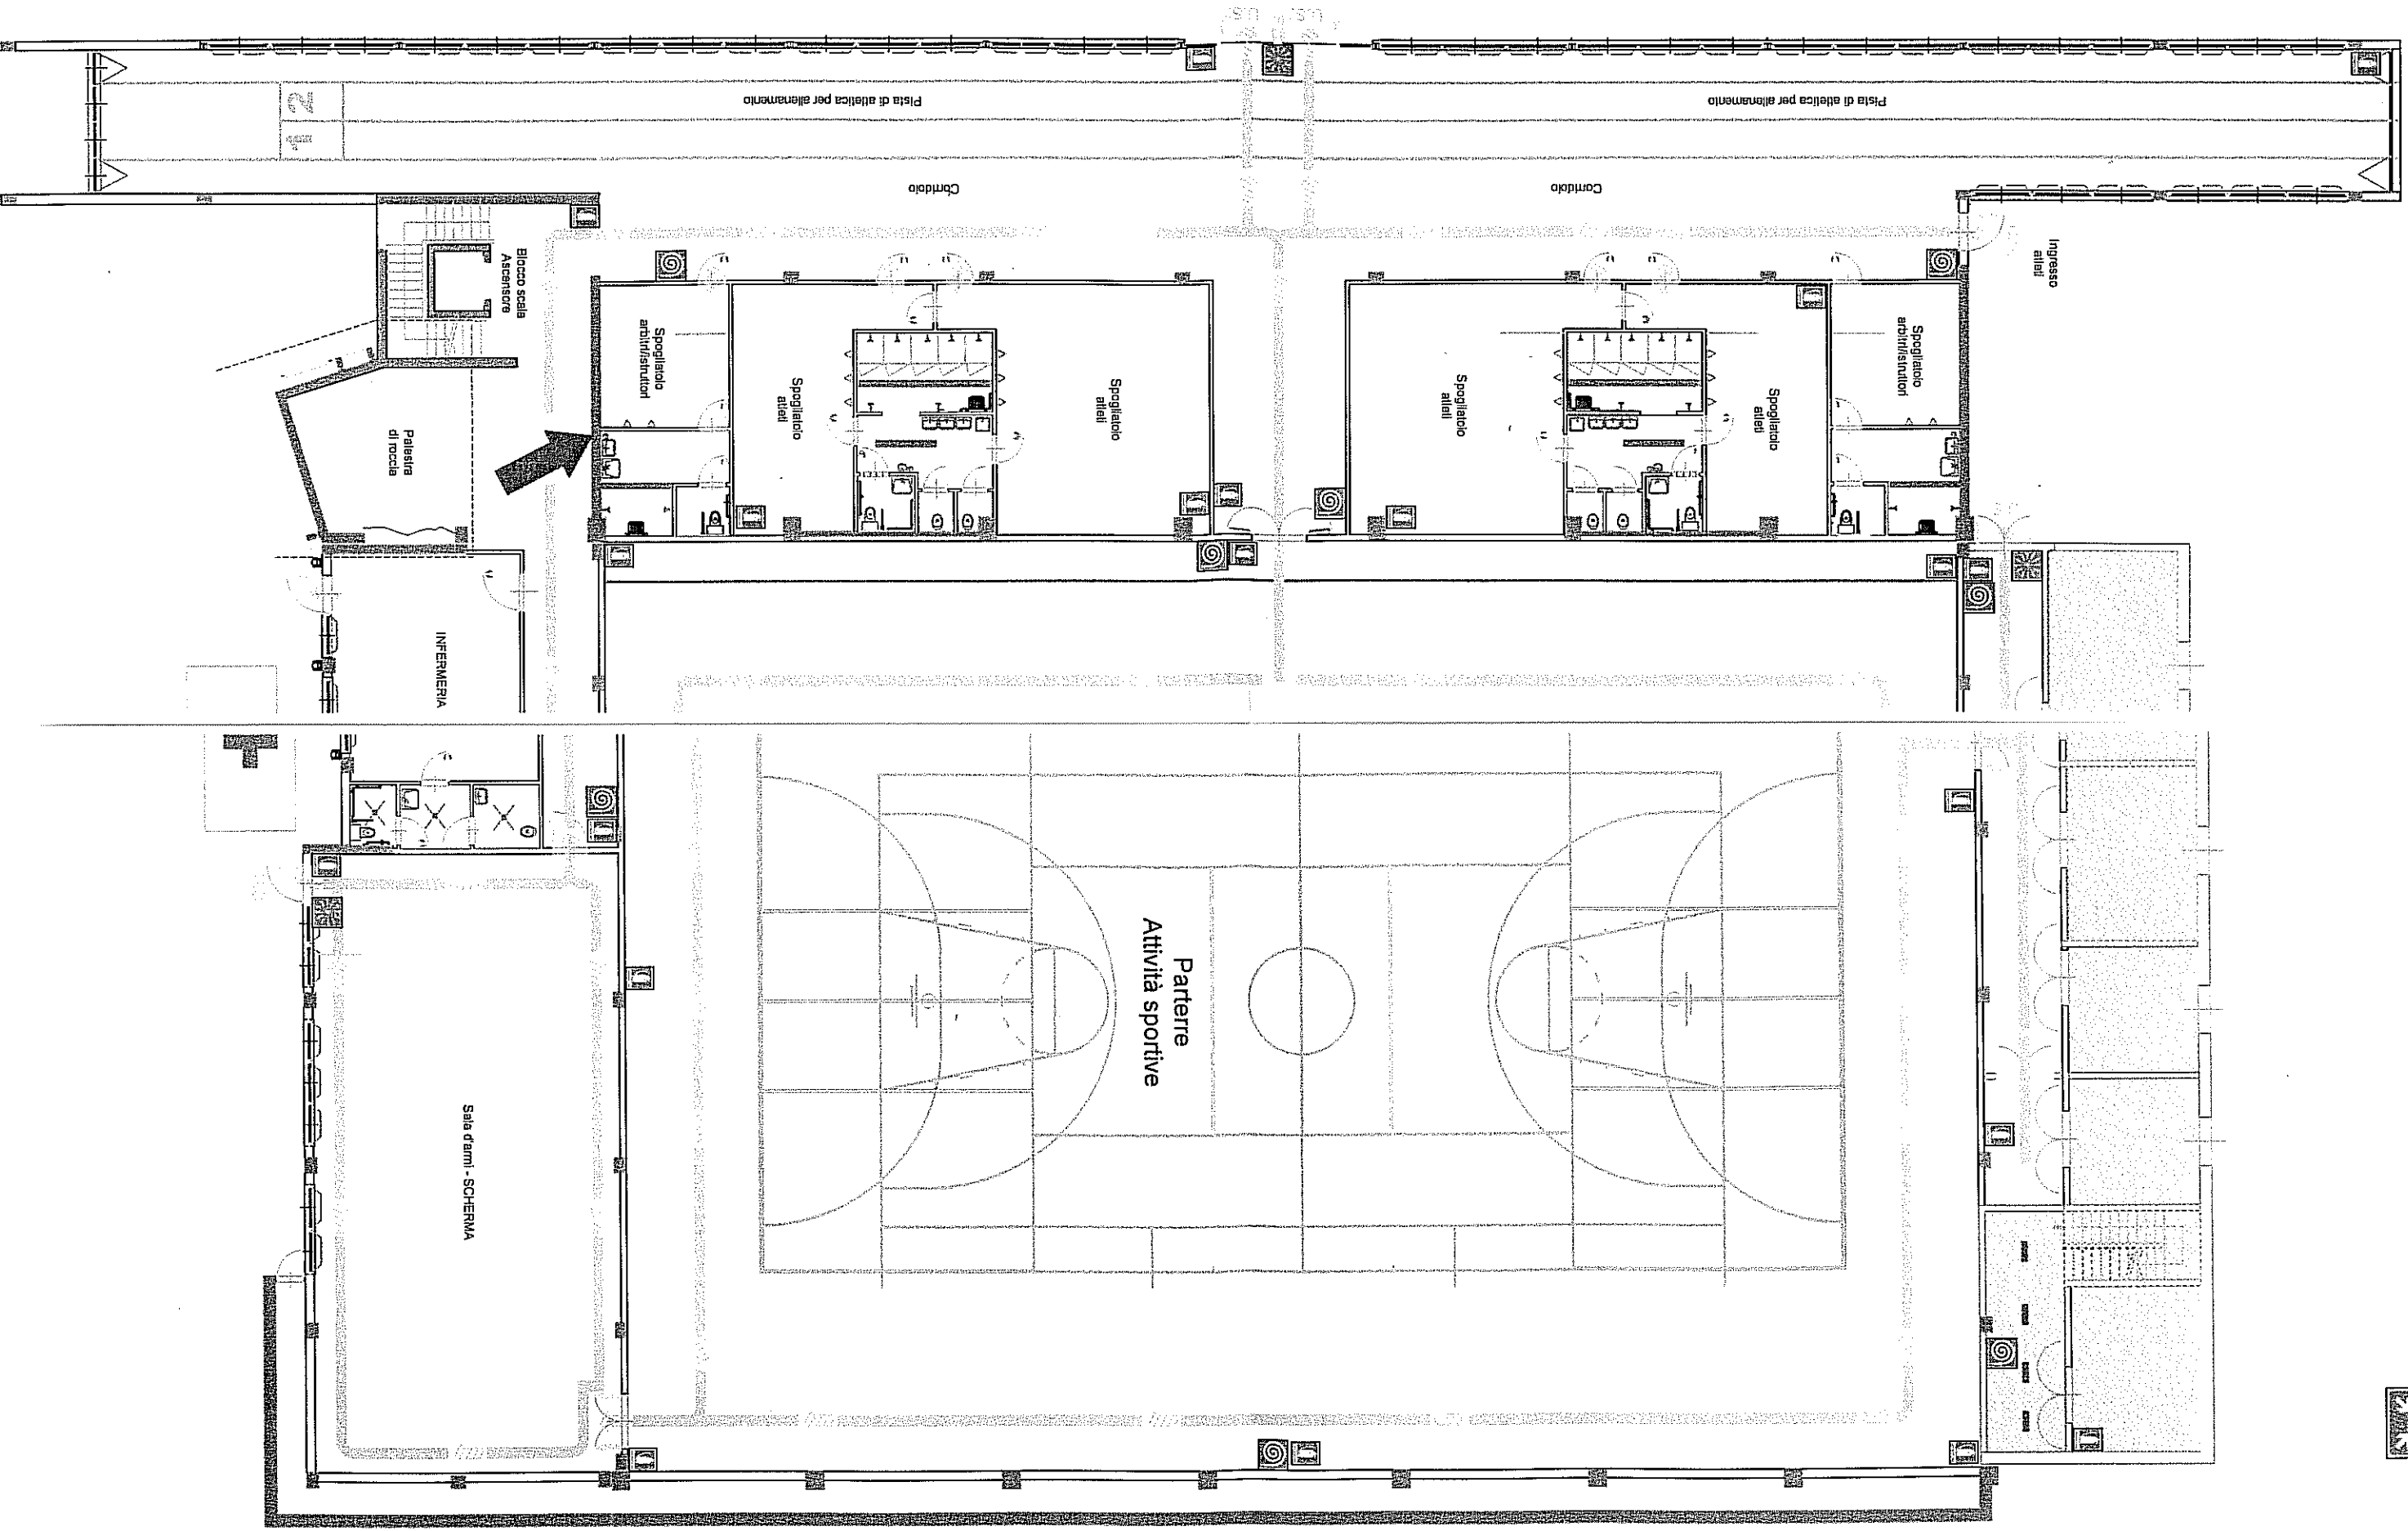 Pista di atletica per allenamento
Pista di atletica per allenamento
Corridoio
Corridoio
Blocco scala
Ascensore
Ingresso
atleti
Spogliatoio
arbitri/istruttori
Spogliatoio
atleti
Spogliatoio
atleti
Spogliatoio
atleti
Spogliatoio
atleti
Spogliatoio
arbitri/istruttori
Palestra
di roccia
INFERMERIA
Parterre
Attività sportive
Sala d'armi - SCHERMA